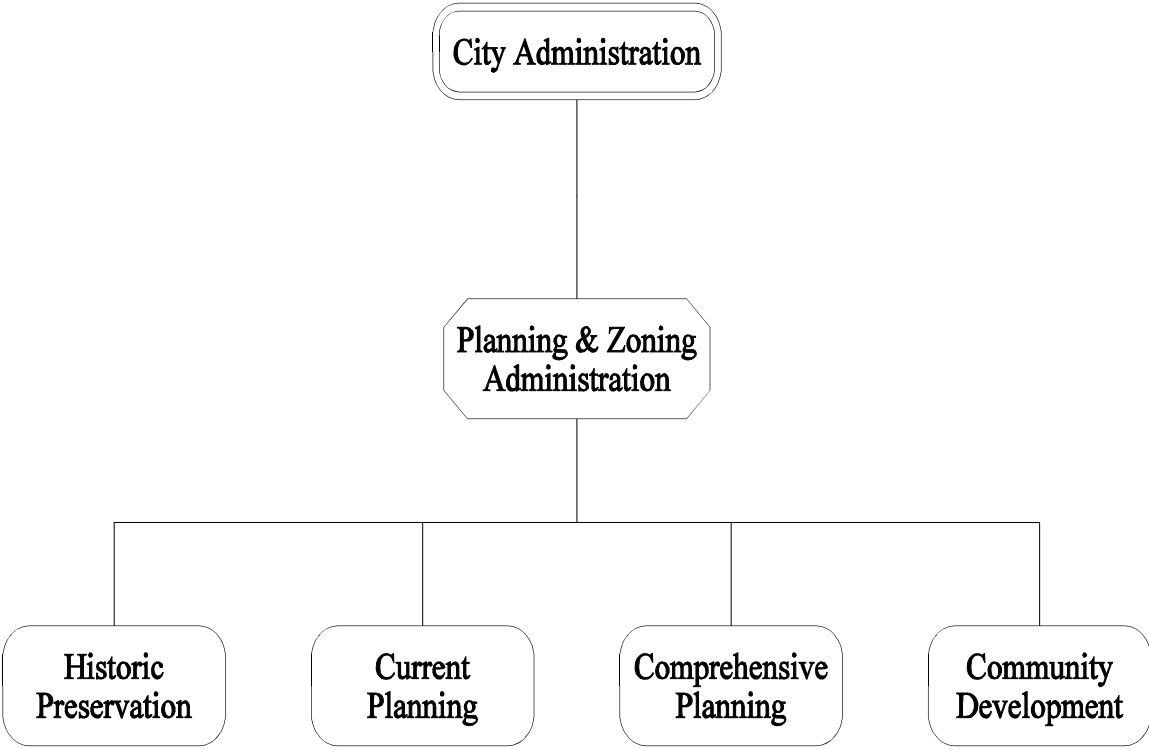 City Administration
Planning & Zoning
Administration
Historic
Preservation
Current
Planning
Comprehensive
Planning
Community
Development